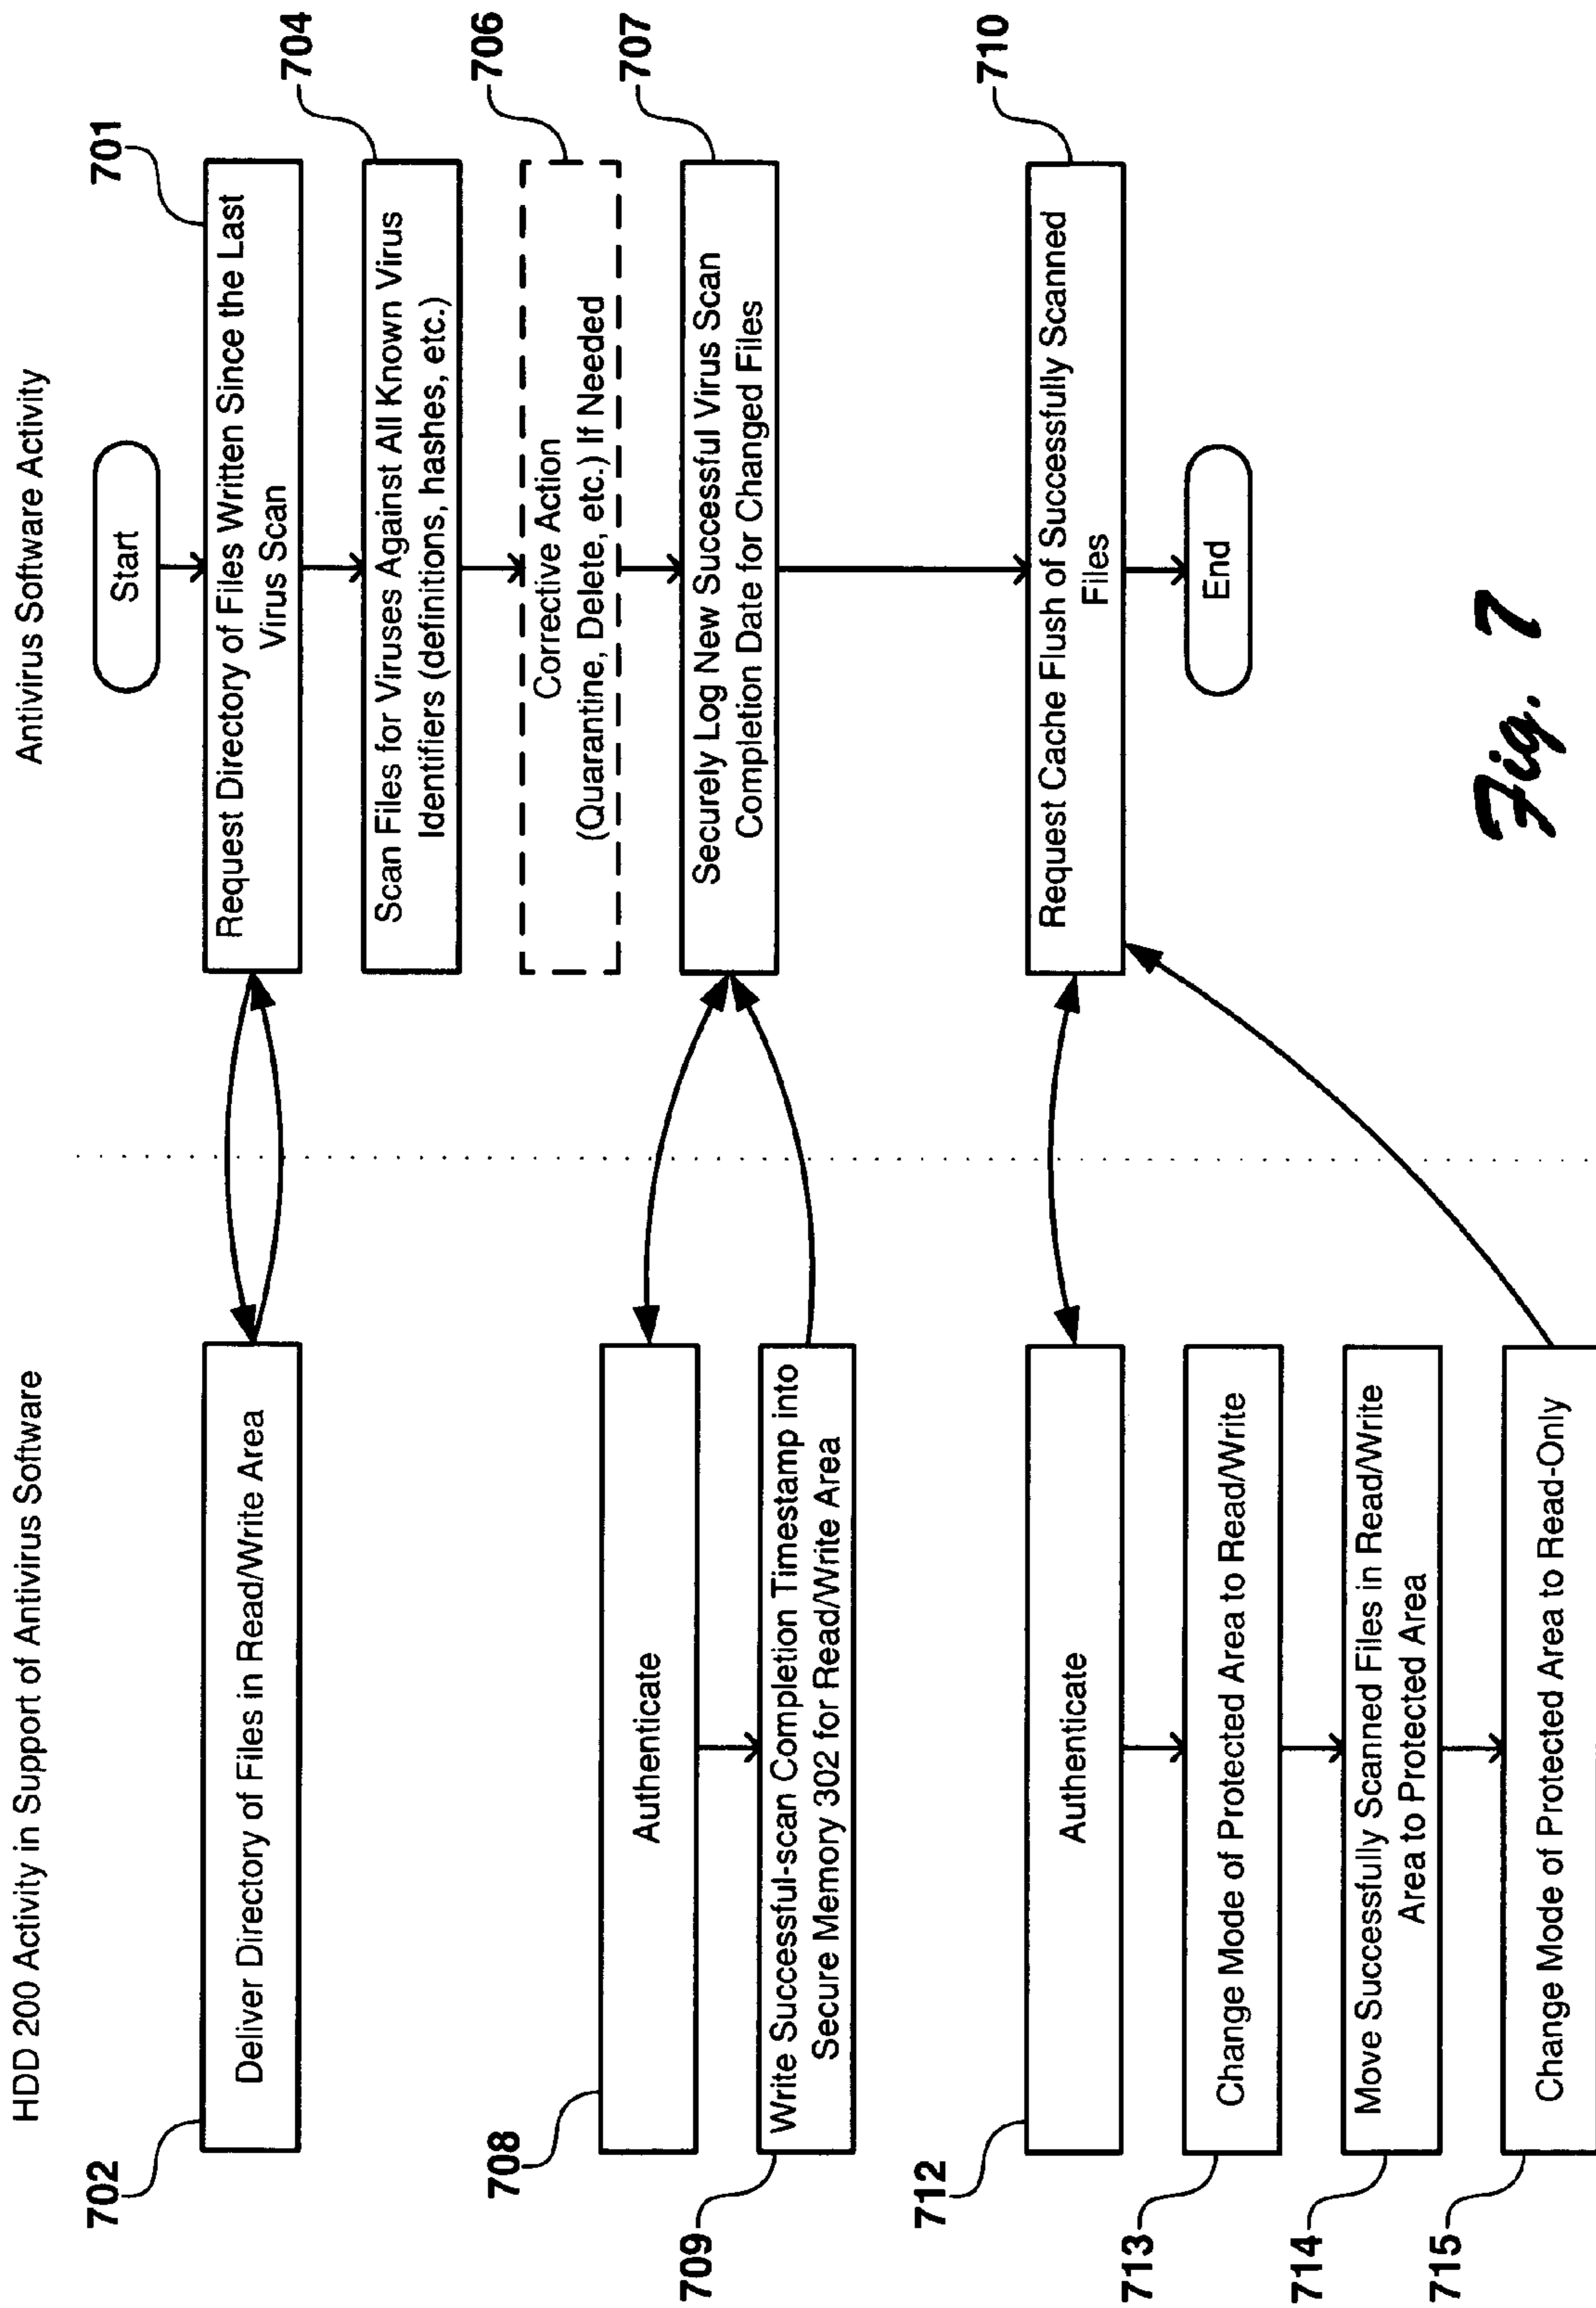 HDD 200 Activity in Support of Antivirus Software
Antivirus Software Activity
Start
701
Request Directory of Files Written Since the Last
Virus Scan
702
Deliver Directory of Files in Read/Write Area
704
Scan Files for Viruses Against All Known Virus
Identifiers (definitions, hashes, etc.)
706
Corrective Action
(Quarantine, Delete, etc.) If Needed
707
Securely Log New Successful Virus Scan
Completion Date for Changed Files
708
Authenticate
709
Write Successful-scan Completion Timestamp into
Secure Memory 302 for Read/Write Area
710
Request Cache Flush of Successfully Scanned
Files
712
Authenticate
713
Change Mode of Protected Area to Read/Write
714
Move Successfully Scanned Files in Read/Write
Area to Protected Area
715
Change Mode of Protected Area to Read-Only
End
Fig. 7